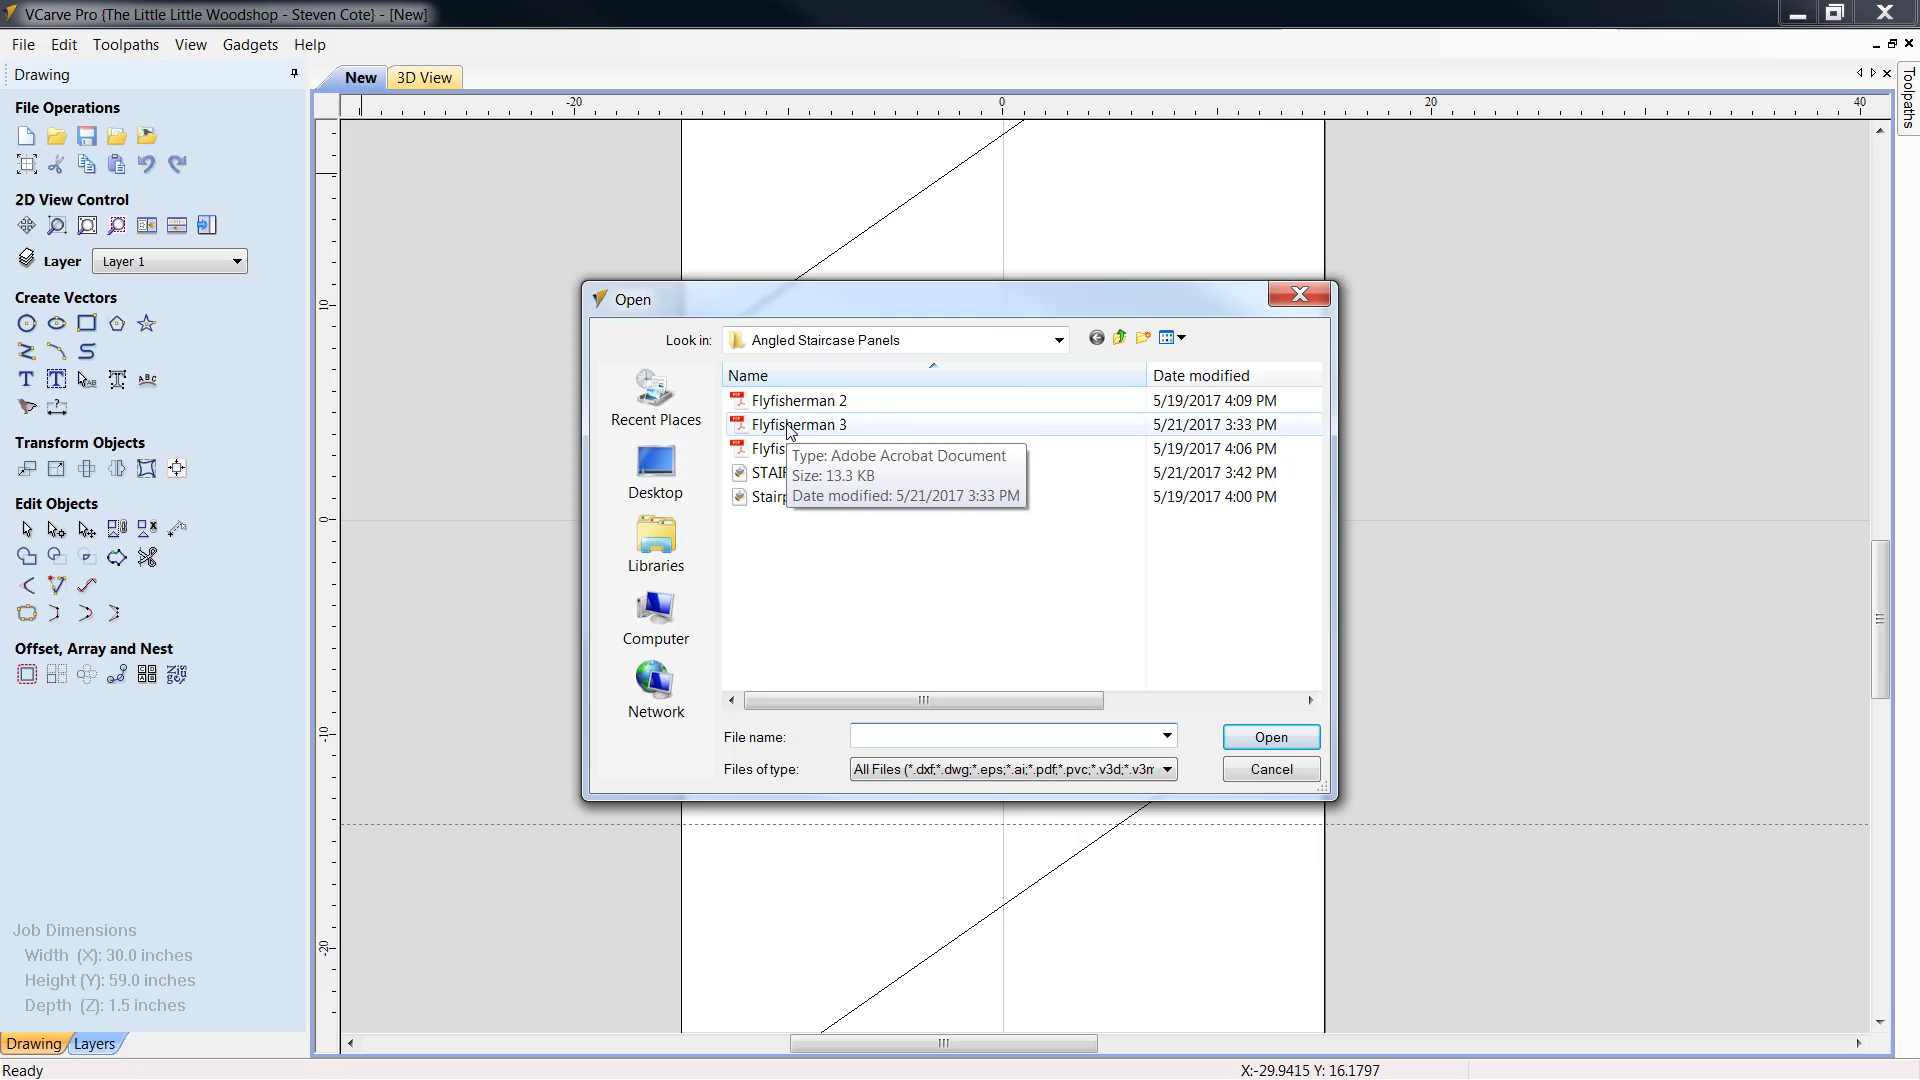 VCarve Pro {The Little Little Woodshop - Steven Cote} - [New]
File Edit Toolpaths View Gadgets Help
Drawing
New
3D View
Toolpaths
File Operations
2D View Control
Layer
Layer 1
Create Vectors
Transform Objects
Edit Objects
Offset, Array and Nest
Job Dimensions
Width (X): 30.0 inches
Height (Y): 59.0 inches
Depth (Z): 1.5 inches
Drawing
Layers
Ready
X:-29.9415 Y: 16.1797
-20
0
20
40
10
0
-10
-20
Open
Look in:
Angled Staircase Panels
Recent Places
Desktop
Libraries
Computer
Network
Name
Date modified
Flyfisherman 2
5/19/2017 4:09 PM
Flyfisherman 3
5/21/2017 3:33 PM
Flyfis
5/19/2017 4:06 PM
STAI
5/21/2017 3:42 PM
Stair
5/19/2017 4:00 PM
Type: Adobe Acrobat Document
Size: 13.3 KB
Date modified: 5/21/2017 3:33 PM
File name:
Open
Files of type:
All Files (*.dxf;*.dwg;*.eps;*.ai;*.pdf;*.pvc;*.v3d;*.v3m
Cancel